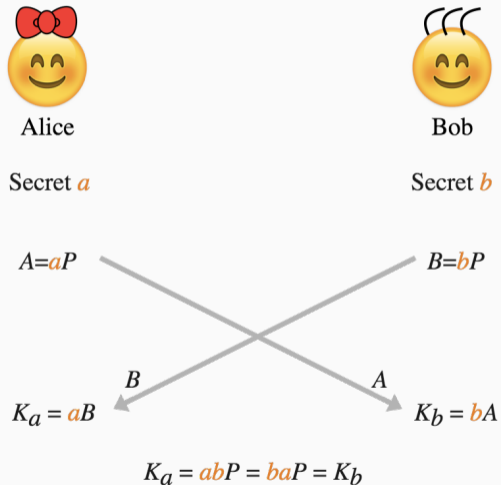 Alice Bob
Secret a Secret b
A=aP B=bP
B A
Ka = aB Kb = bA
Ka = abP = baP = Kb